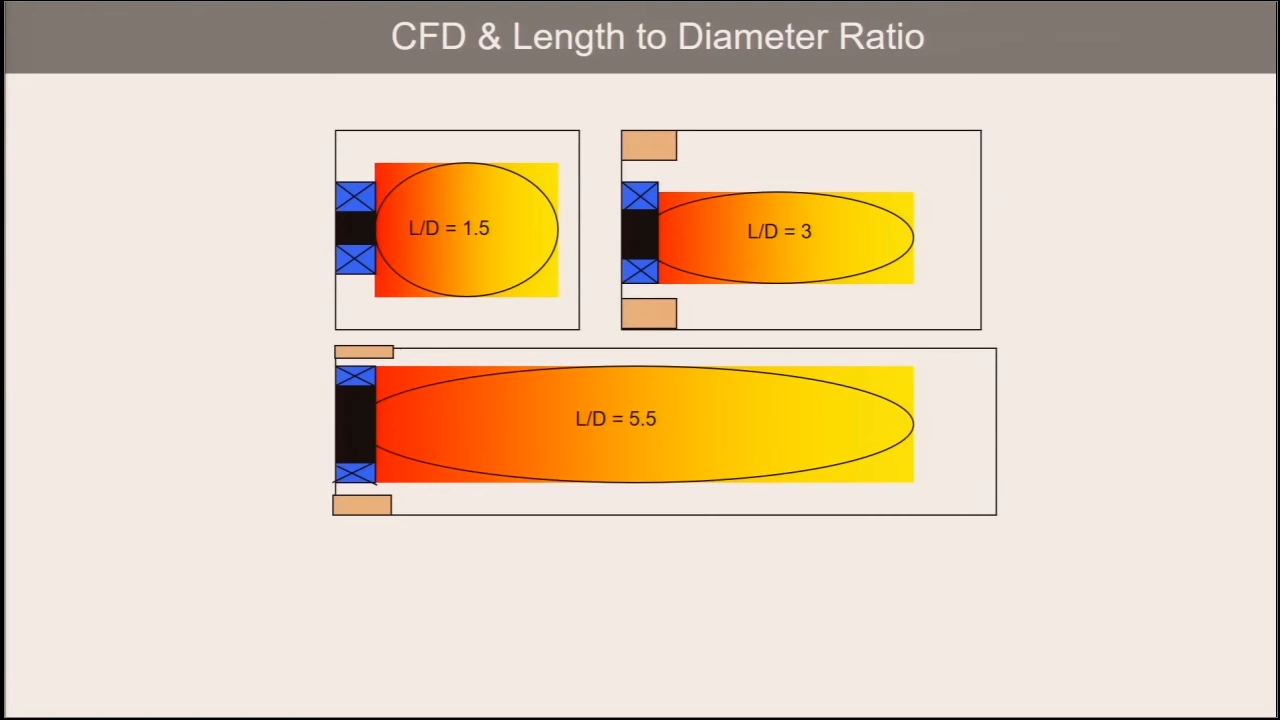 CFD & Length to Diameter Ratio
L/D = 1.5
L/D = 3
L/D = 5.5